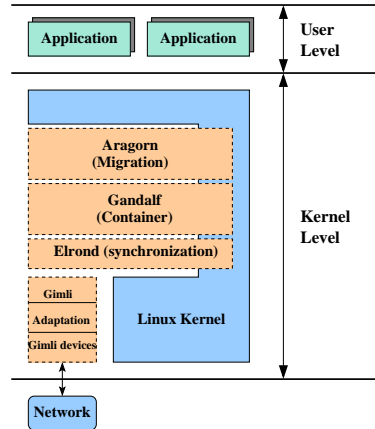 Application
Application
User
Level
Aragorn
(Migration)
Gandalf
(Container)
Kernel
Level
Elrond (synchronization)
Gimli
Adaptation
Gimli devices
Linux Kernel
Network